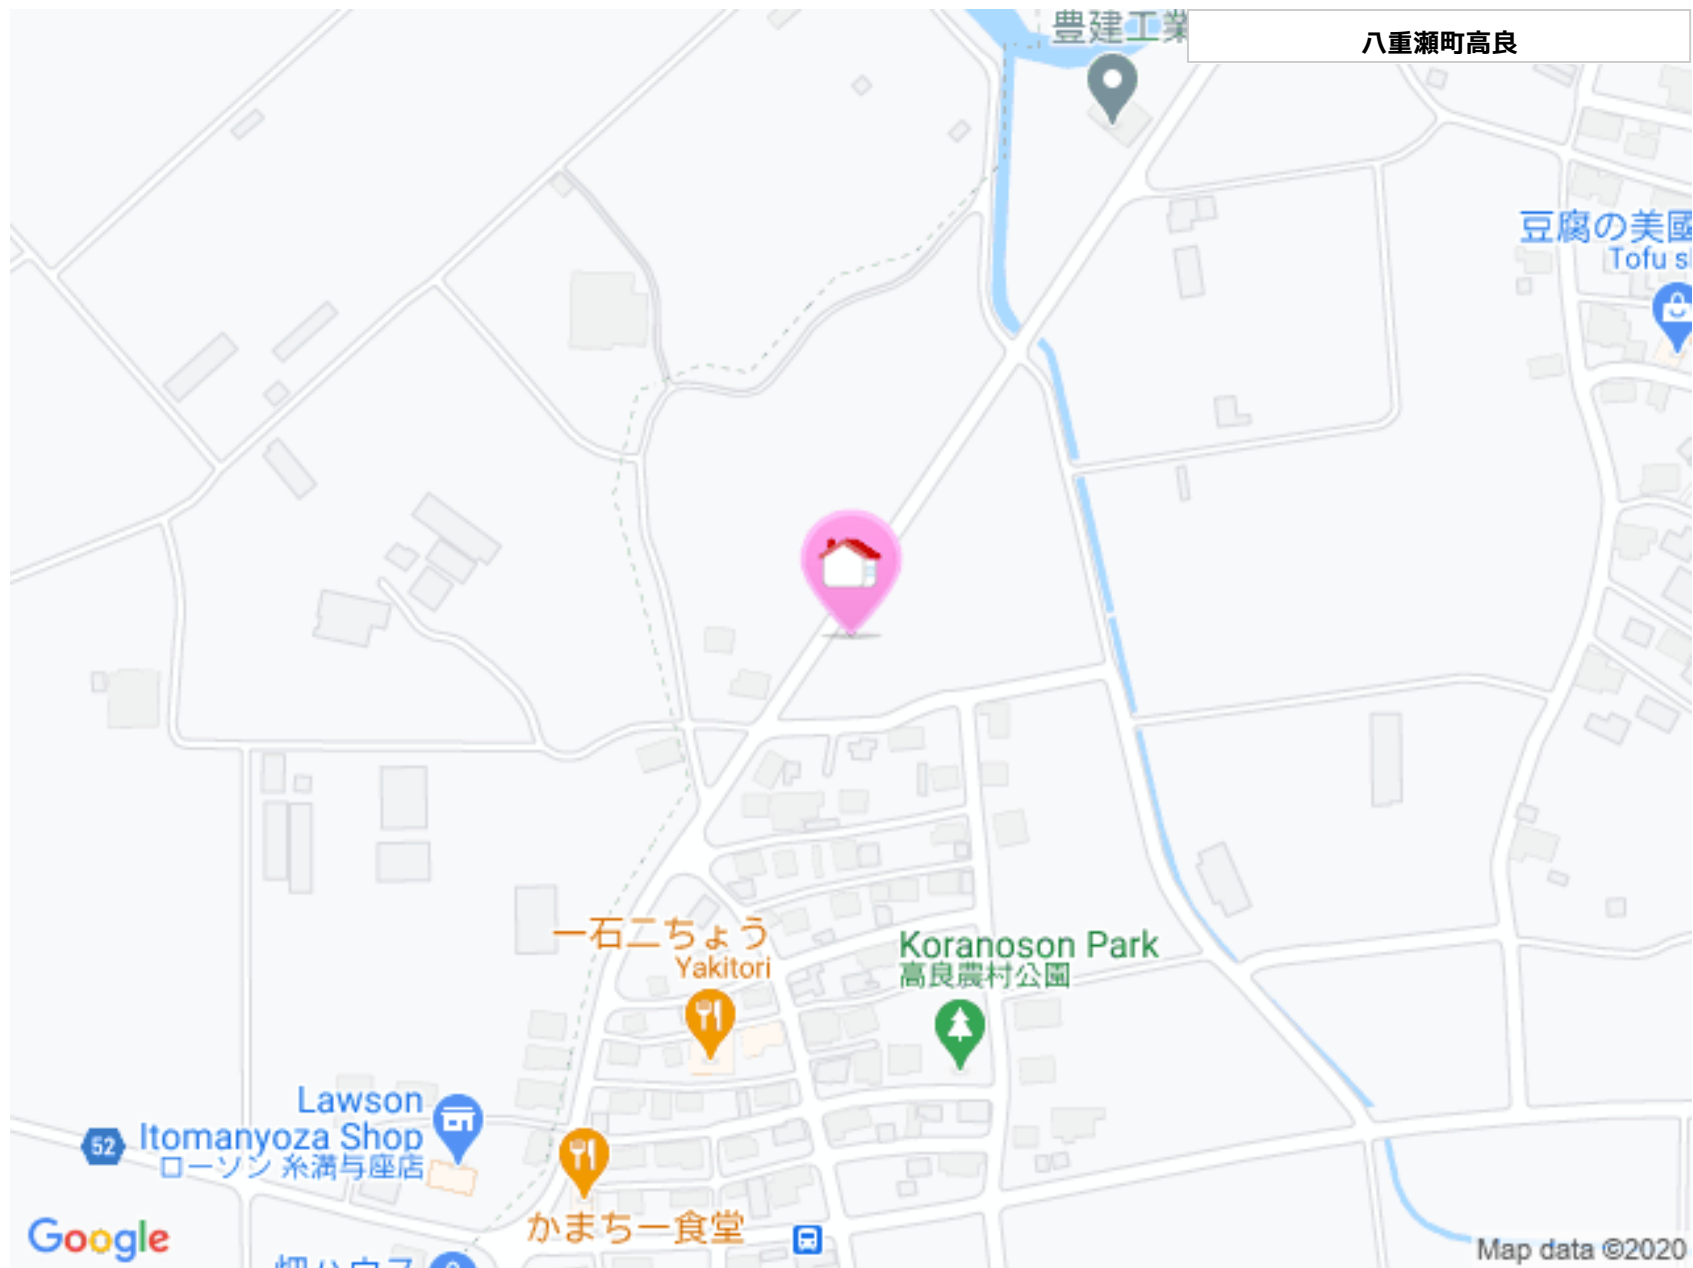 豊建工業
八重瀬町高良
豆腐の美國
一石二ちょう
Yakitori
Koranoson Park
高良農村公園
Lawson
Itomanyoza Shop
ローソン 糸満与座店
52
かまち一食堂
Google
Map data ©2020